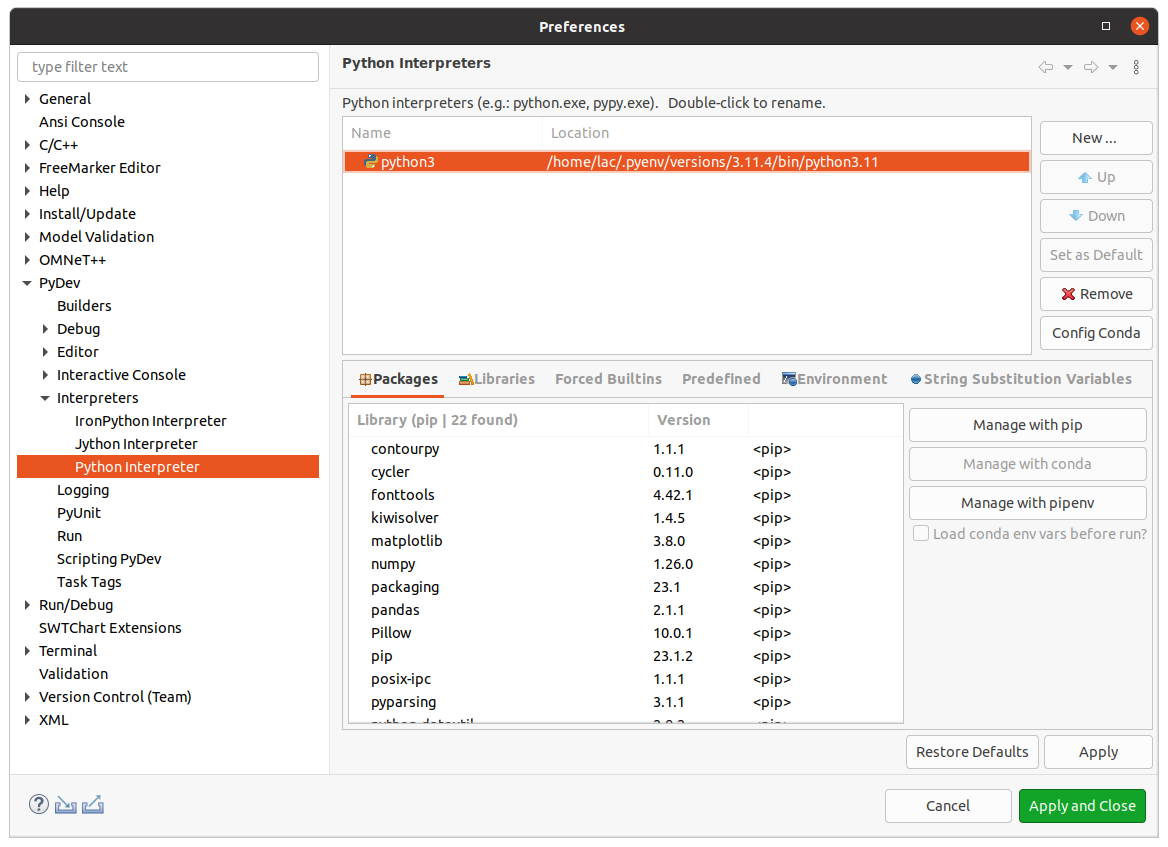 Preferences
type filter text
General
Ansi Console
C/C++
FreeMarker Editor
Help
Install/Update
Model Validation
OMNeT++
PyDev
Builders
Debug
Editor
Interactive Console
Interpreters
IronPython Interpreter
Jython Interpreter
Python Interpreter
Logging
PyUnit
Run
Scripting PyDev
Task Tags
Run/Debug
SWTChart Extensions
Terminal
Validation
Version Control (Team)
XML
Python Interpreters
Python interpreters (e.g.: python.exe, pypy.exe).   Double-click to rename.
Name Location
python3 /home/lac/.pyenv/versions/3.11.4/bin/python3.11
New ...
Up
Down
Set as Default
Remove
Config Conda
Packages Libraries Forced Builtins Predefined Environment String Substitution Variables
Library (pip | 22 found) Version
contourpy 1.1.1 <pip>
cycler 0.11.0 <pip>
fonttools 4.42.1 <pip>
kiwisolver 1.4.5 <pip>
matplotlib 3.8.0 <pip>
numpy 1.26.0 <pip>
packaging 23.1 <pip>
pandas 2.1.1 <pip>
Pillow 10.0.1 <pip>
pip 23.1.2 <pip>
posix-ipc 1.1.1 <pip>
pyparsing 3.1.1 <pip>
Manage with pip
Manage with conda
Manage with pipenv
Load conda env vars before run?
Restore Defaults Apply
Cancel Apply and Close